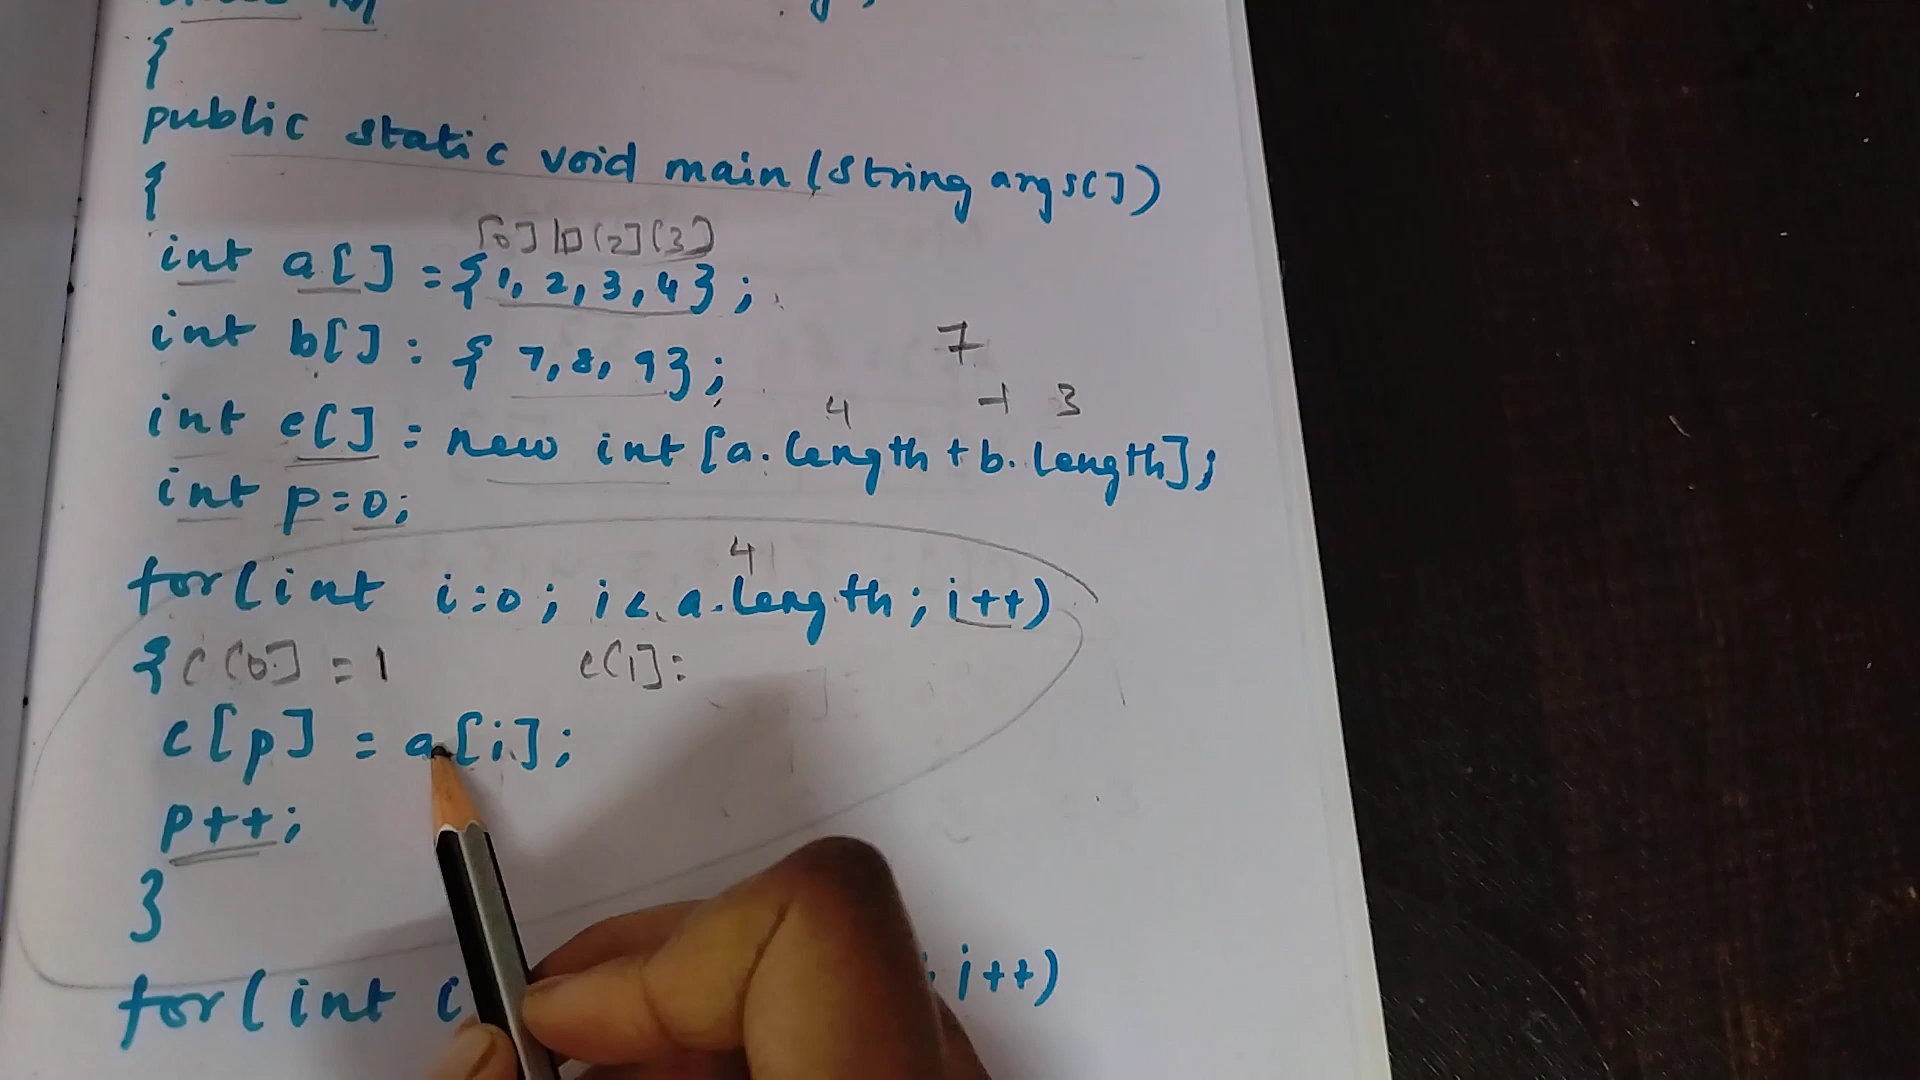 {
public static void main(String args[])
{
[0] [1] [2] [3]
int a[] = {1, 2, 3, 4};
int b[] = {7, 8, 9};
7
4 + 3
int c[] = new int[a.length + b.length];
int p=0;
4
for(int i=0; i< a.length; i++)
{ c[0] = 1 c[1] =
c[p] = a[i];
p++;
}
for(int i++)